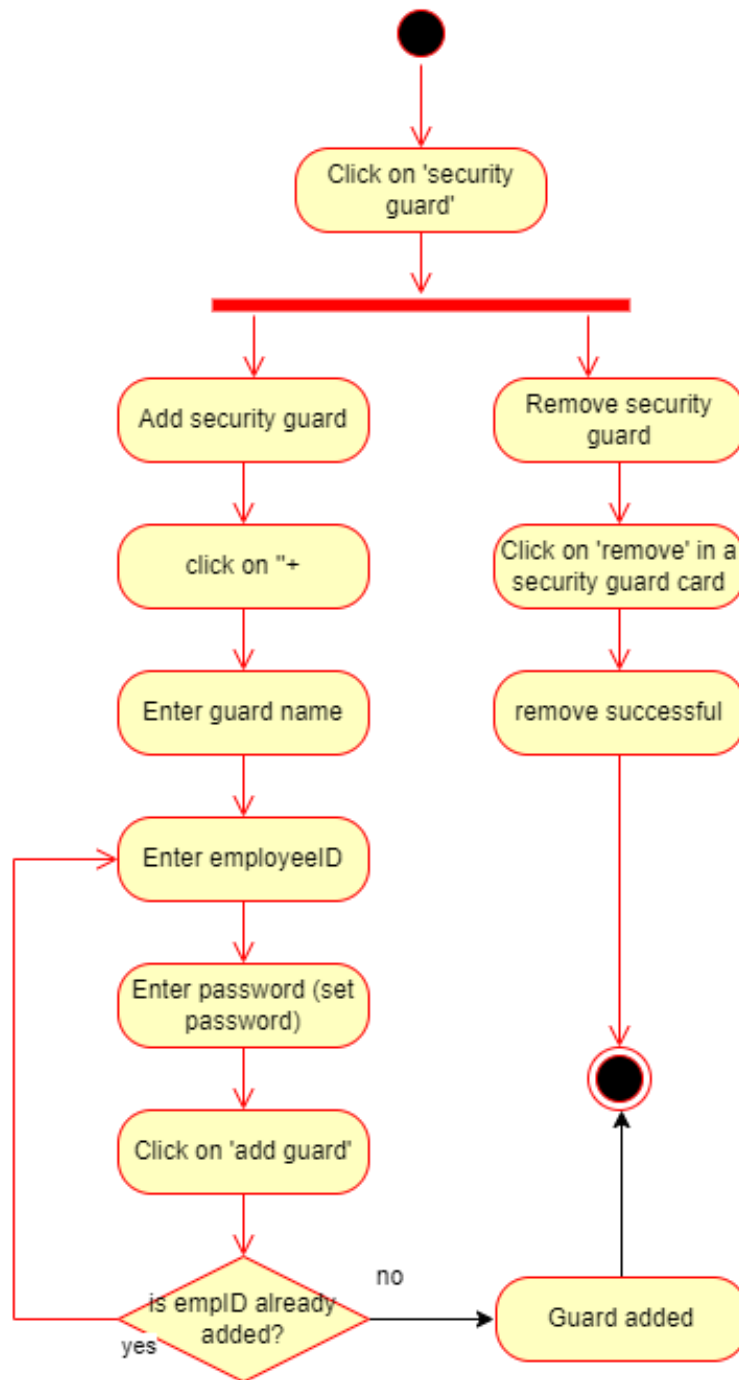 Click on 'security
guard'
Add security guard
Remove security
guard
click on "+
Click on 'remove' in a
security guard card
Enter guard name
remove successful
Enter employeeID
Enter password (set
password)
Click on 'add guard'
is empID already
added?
yes
no
Guard added